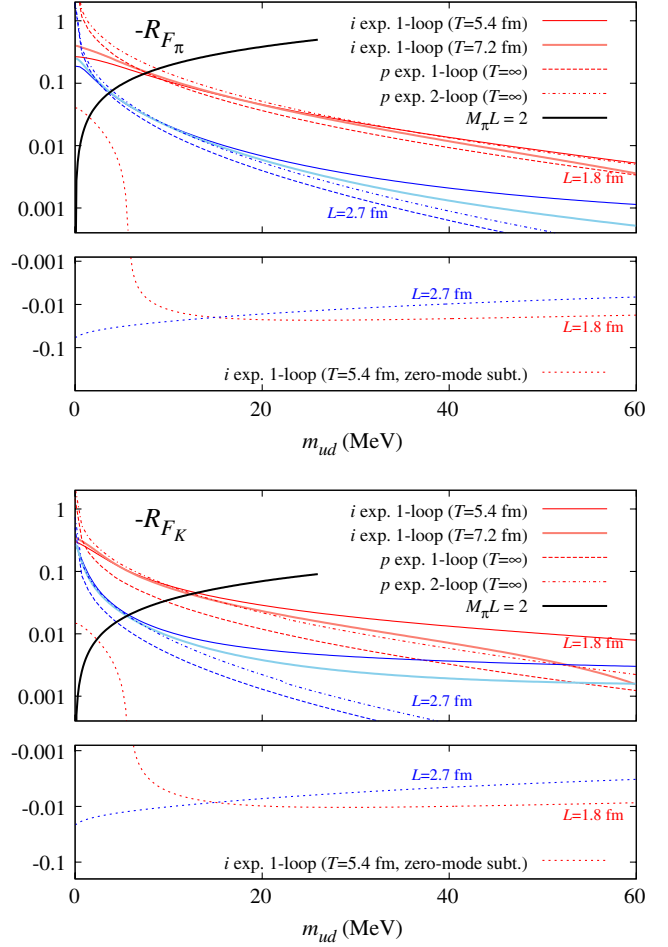 1
0.1
0.01
0.001
-R_{F_π}
i exp. 1-loop (T=5.4 fm)
i exp. 1-loop (T=7.2 fm)
p exp. 1-loop (T=∞)
p exp. 2-loop (T=∞)
M_πL = 2
L=1.8 fm
L=2.7 fm
-0.001
-0.01
-0.1
L=2.7 fm
L=1.8 fm
i exp. 1-loop (T=5.4 fm, zero-mode subt.)
0 20 40 60
m_{ud} (MeV)
1
0.1
0.01
0.001
-R_{F_K}
i exp. 1-loop (T=5.4 fm)
i exp. 1-loop (T=7.2 fm)
p exp. 1-loop (T=∞)
p exp. 2-loop (T=∞)
M_πL = 2
L=1.8 fm
L=2.7 fm
-0.001
-0.01
-0.1
L=2.7 fm
L=1.8 fm
i exp. 1-loop (T=5.4 fm, zero-mode subt.)
0 20 40 60
m_{ud} (MeV)